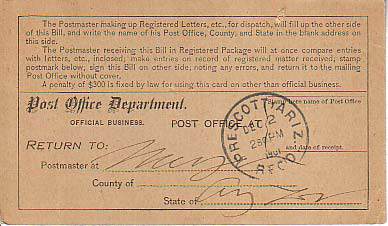 The Postmaster making up Registered Letters, etc., for dispatch, will fill up the other side
of this Bill, and write the name of his Post Office, County, and State in the blank address
on this side.
The Postmaster receiving this Bill in Registered Package will at once compare entries
with letters, etc., inclosed; make entries on record of registered matter received; stamp
postmark below; sign this Bill on other side, noting any errors, and return it to the mailing
Post Office without cover.
A penalty of $300 is fixed by law for using this card on other than official business.
Post Office Department.
Stamp here name of Post Office
OFFICIAL BUSINESS.
POST OFFICE AT
PRESCOTT ARIZ.
DEC 2
PM
1901
REC'D
and date of receipt.
RETURN TO:
Postmaster at
County of
State of